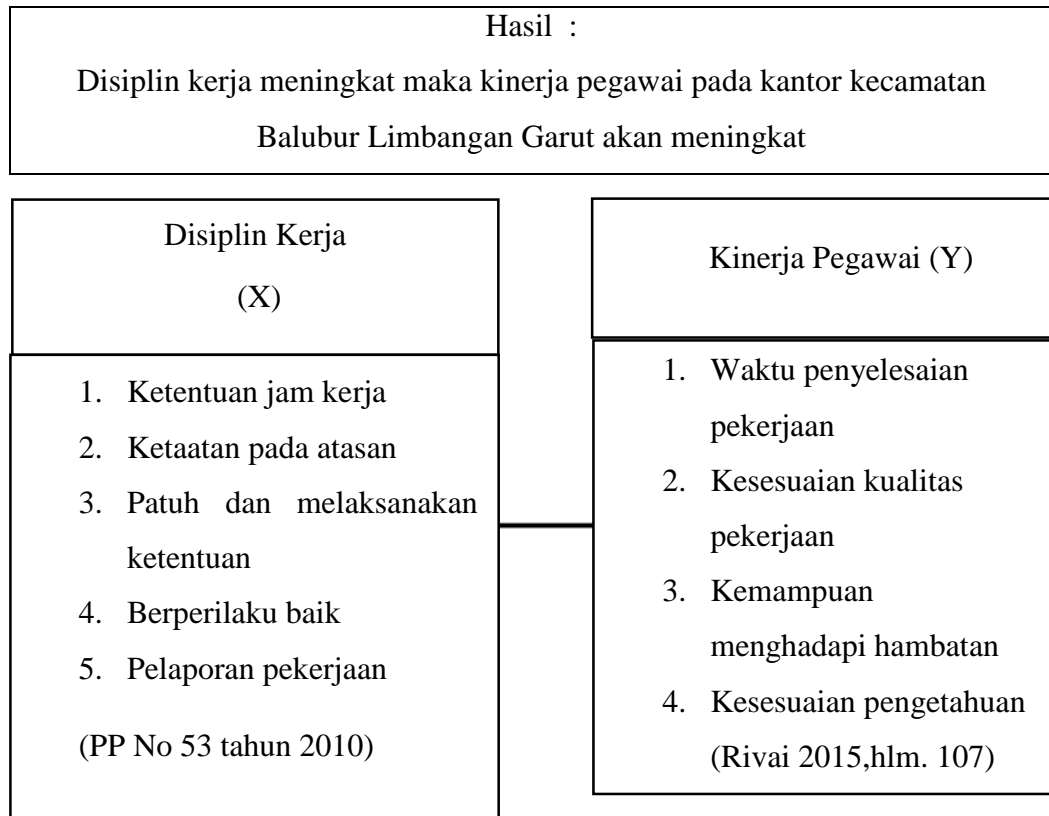 Hasil :
Disiplin kerja meningkat maka kinerja pegawai pada kantor kecamatan
Balubur Limbangan Garut akan meningkat
Disiplin Kerja
(X)
1. Ketentuan jam kerja
2. Ketaatan pada atasan
3. Patuh dan melaksanakan
ketentuan
4. Berperilaku baik
5. Pelaporan pekerjaan
(PP No 53 tahun 2010)
Kinerja Pegawai (Y)
1. Waktu penyelesaian
pekerjaan
2. Kesesuaian kualitas
pekerjaan
3. Kemampuan
menghadapi hambatan
4. Kesesuaian pengetahuan
(Rivai 2015,hlm. 107)